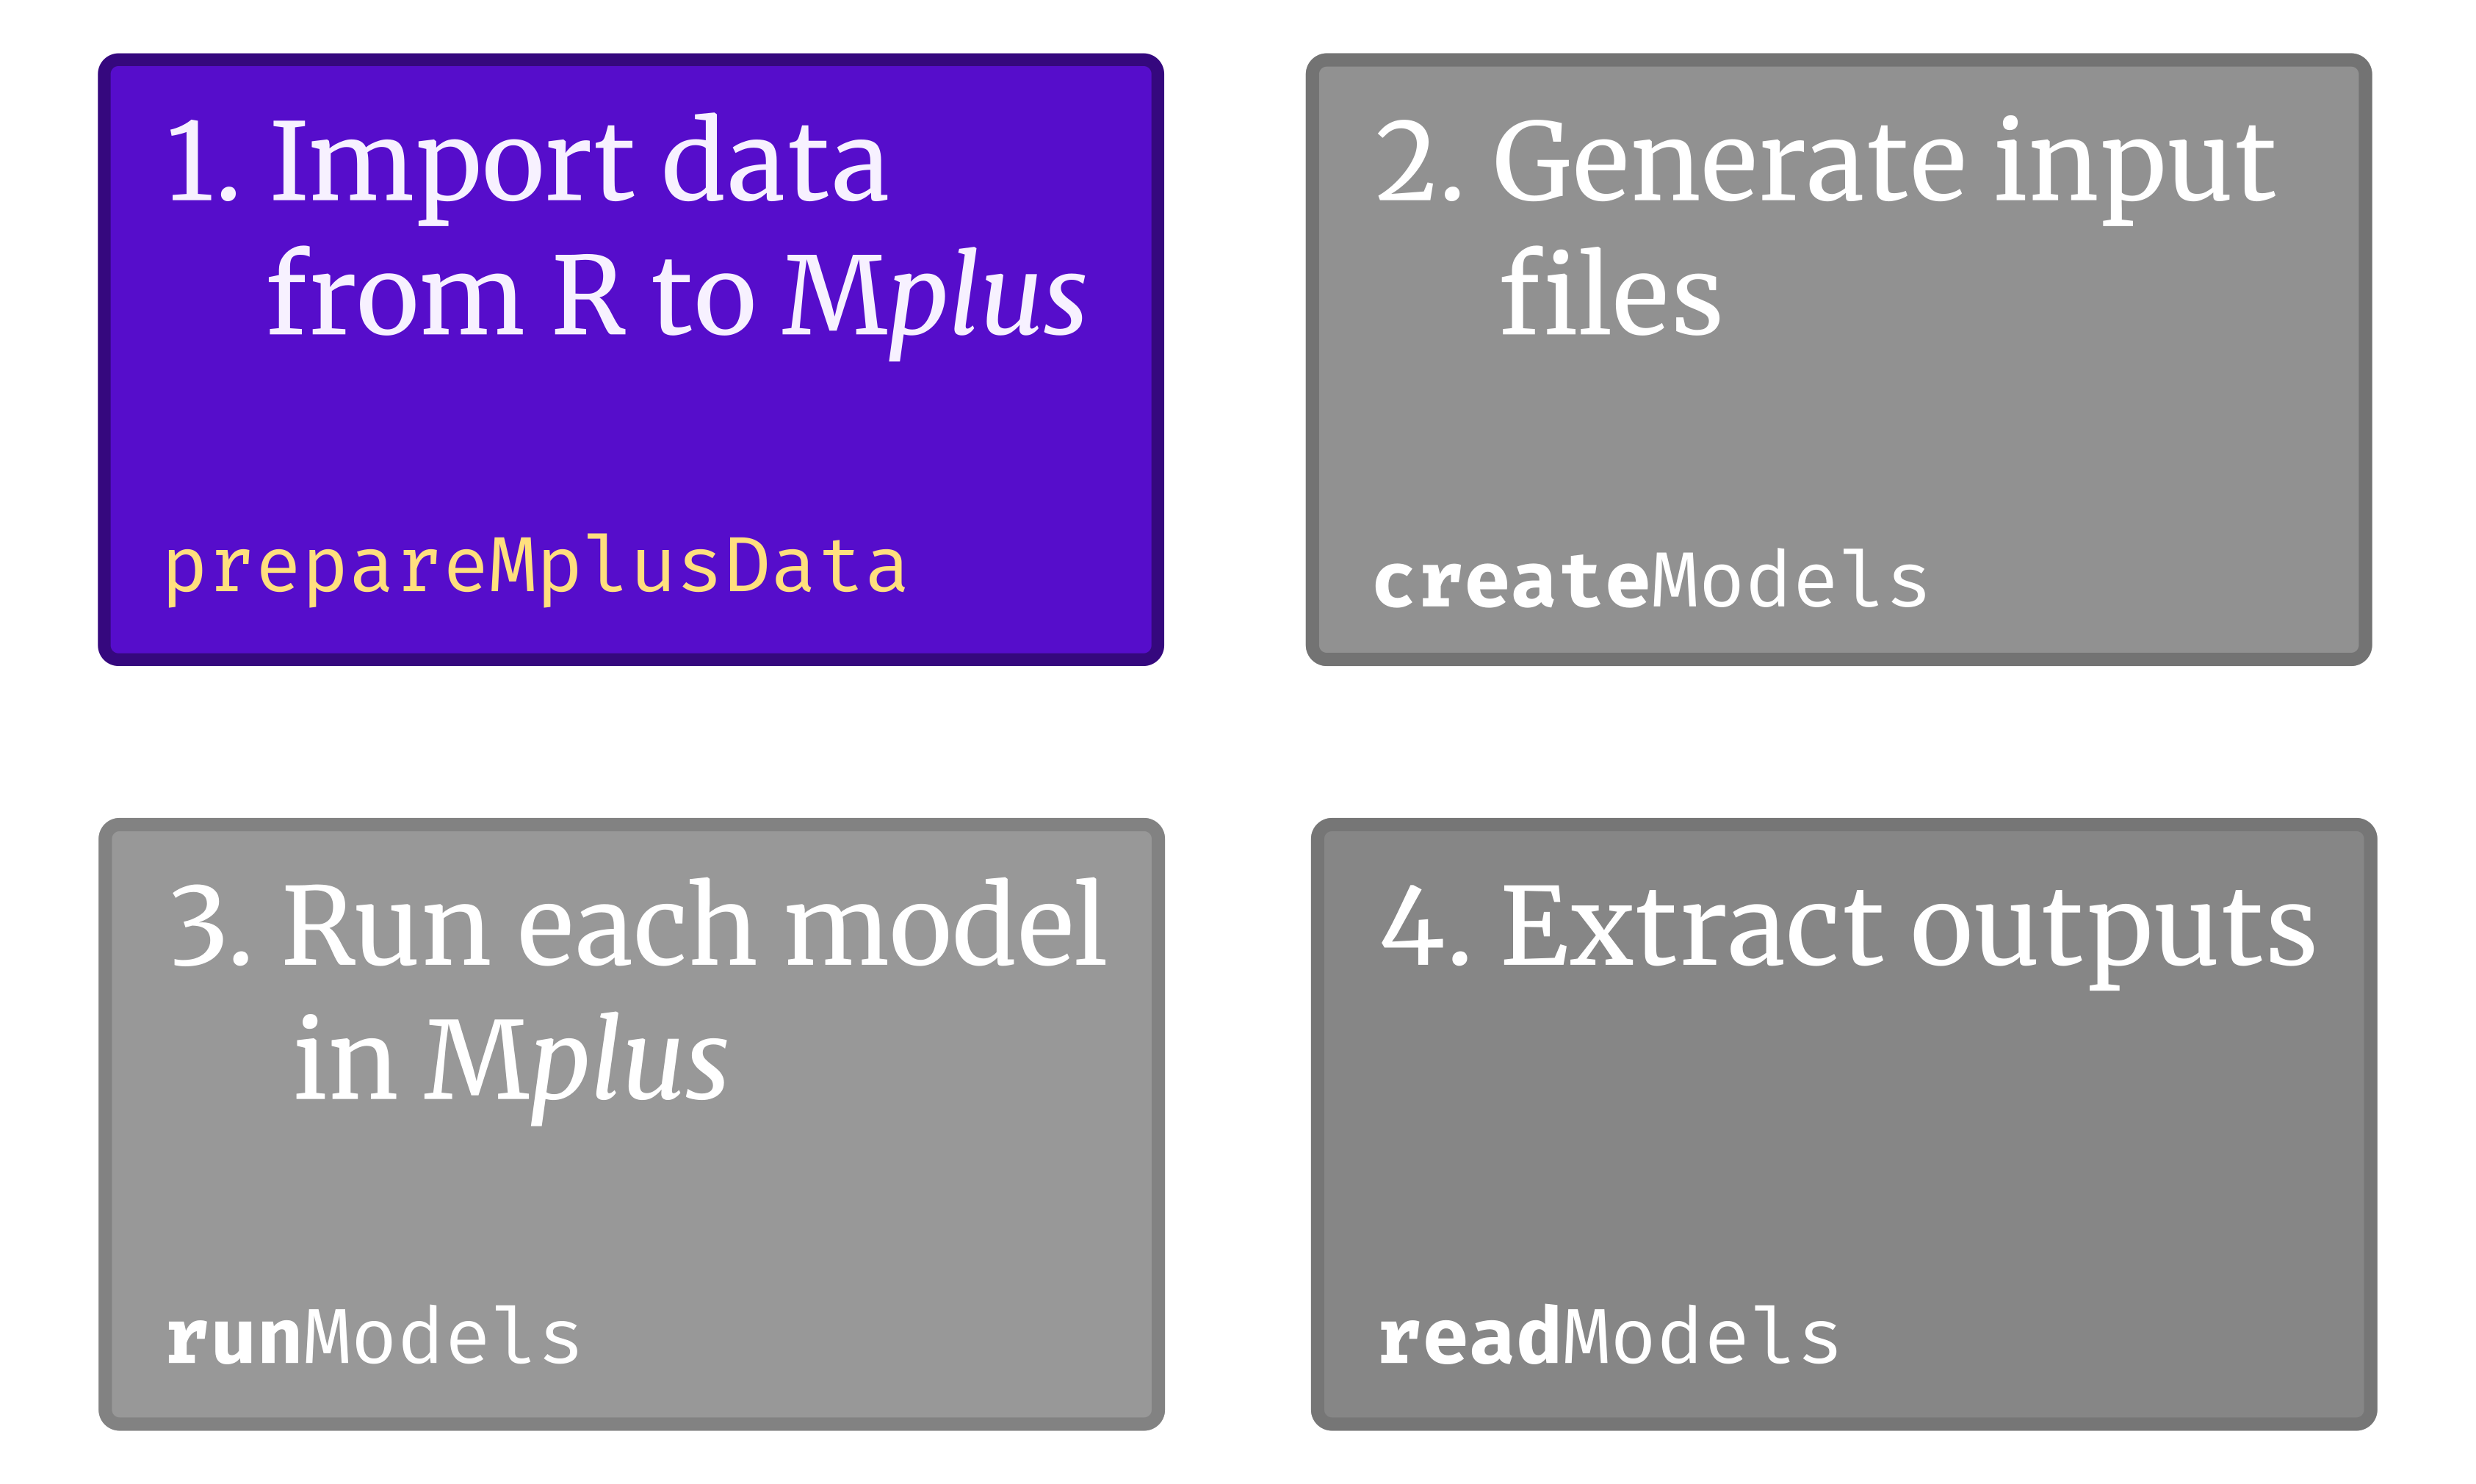 1. Import data
from R to Mplus
prepareMplusData
2. Generate input
files
createModels
3. Run each model
in Mplus
runModels
4. Extract outputs
readModels